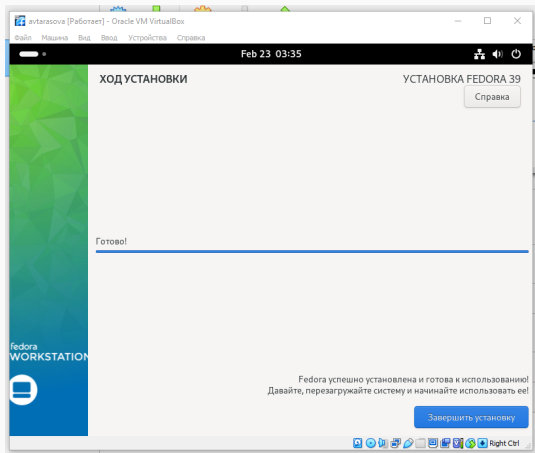 avtarasova [Работает] - Oracle VM VirtualBox
Файл Машина Вид Ввод Устройства Справка
Feb 23 03:35
ХОД УСТАНОВКИ
УСТАНОВКА FEDORA 39
Справка
Готово!
fedora
WORKSTATION
Fedora успешно установлена и готова к использованию!
Давайте, перезагружайте систему и начинайте использовать ее!
Завершить установку
Right Ctrl